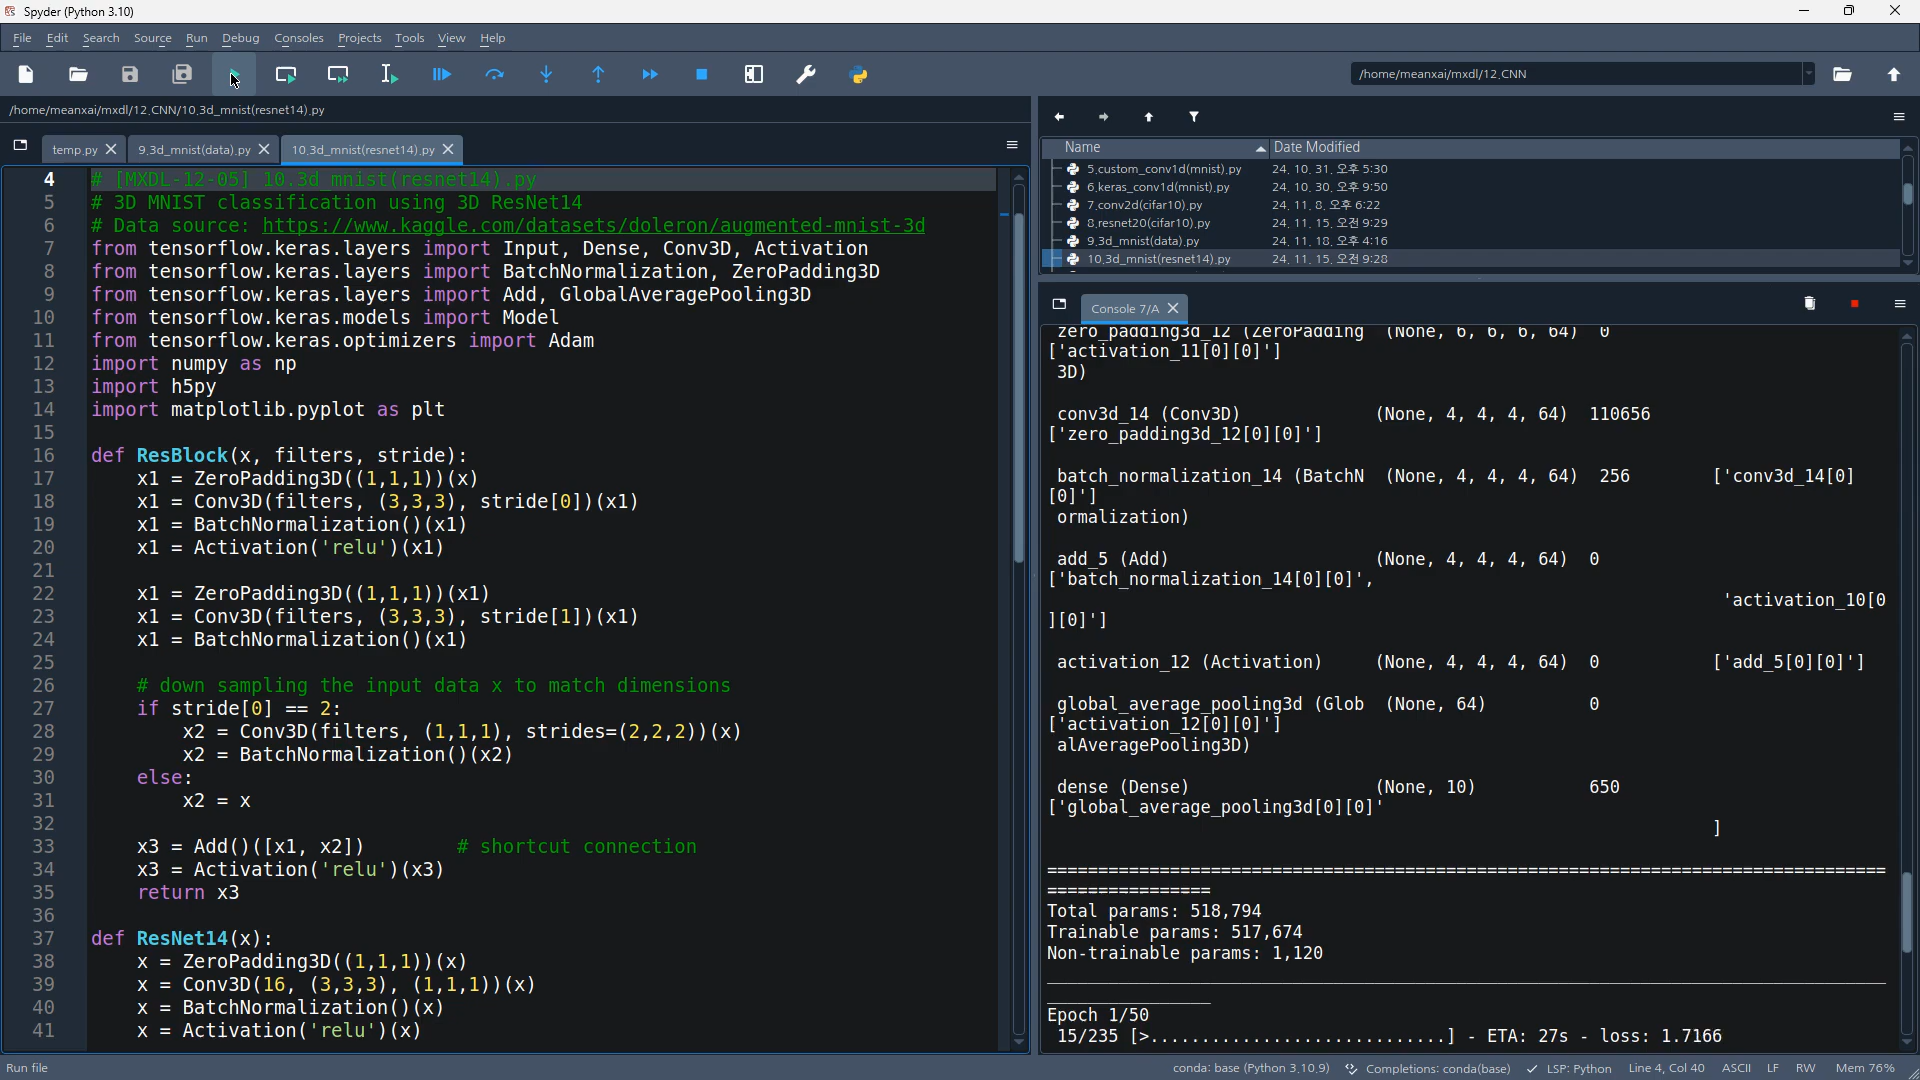 Spyder (Python 3.10)
File Edit Search Source Run Debug Consoles Projects Tools View Help
/home/meanxai/mxdl/12.CNN
/home/meanxai/mxdl/12.CNN/10.3d_mnist(resnet14).py
temp.py 9.3d_mnist(data).py 10.3d_mnist(resnet14).py
4 # [MXDL-12-05] 10.3d_mnist(resnet14).py
5 # 3D MNIST classification using 3D ResNet14
6 # Data source: https://www.kaggle.com/datasets/doleron/augmented-mnist-3d
7 from tensorflow.keras.layers import Input, Dense, Conv3D, Activation
8 from tensorflow.keras.layers import BatchNormalization, ZeroPadding3D
9 from tensorflow.keras.layers import Add, GlobalAveragePooling3D
10 from tensorflow.keras.models import Model
11 from tensorflow.keras.optimizers import Adam
12 import numpy as np
13 import h5py
14 import matplotlib.pyplot as plt
15
16 def ResBlock(x, filters, stride):
17     x1 = ZeroPadding3D((1,1,1))(x)
18     x1 = Conv3D(filters, (3,3,3), stride[0])(x1)
19     x1 = BatchNormalization()(x1)
20     x1 = Activation('relu')(x1)
21
22     x1 = ZeroPadding3D((1,1,1))(x1)
23     x1 = Conv3D(filters, (3,3,3), stride[1])(x1)
24     x1 = BatchNormalization()(x1)
25
26     # down sampling the input data x to match dimensions
27     if stride[0] == 2:
28         x2 = Conv3D(filters, (1,1,1), strides=(2,2,2))(x)
29         x2 = BatchNormalization()(x2)
30     else:
31         x2 = x
32
33     x3 = Add()([x1, x2])        # shortcut connection
34     x3 = Activation('relu')(x3)
35     return x3
36
37 def ResNet14(x):
38     x = ZeroPadding3D((1,1,1))(x)
39     x = Conv3D(16, (3,3,3), (1,1,1))(x)
40     x = BatchNormalization()(x)
41     x = Activation('relu')(x)
Name Date Modified
5.custom_conv1d(mnist).py 24. 10. 31. 오후 5:30
6.keras_conv1d(mnist).py 24. 10. 30. 오후 9:50
7.conv2d(cifar10).py 24. 11. 8. 오후 6:22
8.resnet20(cifar10).py 24. 11. 15. 오전 9:29
9.3d_mnist(data).py 24. 11. 18. 오후 4:16
10.3d_mnist(resnet14).py 24. 11. 15. 오전 9:28
Console 7/A
zero_padding3d_12 (ZeroPadding  (None, 6, 6, 6, 64)  0
['activation_11[0][0]']
3D)
conv3d_14 (Conv3D)             (None, 4, 4, 4, 64)  110656
['zero_padding3d_12[0][0]']
batch_normalization_14 (BatchN  (None, 4, 4, 4, 64)  256        ['conv3d_14[0]
[0]']
ormalization)
add_5 (Add)                    (None, 4, 4, 4, 64)  0
['batch_normalization_14[0][0]',
'activation_10[0
][0]']
activation_12 (Activation)     (None, 4, 4, 4, 64)  0          ['add_5[0][0]']
global_average_pooling3d (Glob  (None, 64)          0
['activation_12[0][0]']
alAveragePooling3D)
dense (Dense)                  (None, 10)           650
['global_average_pooling3d[0][0]'
]
==================================================================================
================
Total params: 518,794
Trainable params: 517,674
Non-trainable params: 1,120
__________________________________________________________________________________
________________
Epoch 1/50
15/235 [>.............................] - ETA: 27s - loss: 1.7166
Run file
conda: base (Python 3.10.9) Completions: conda(base) LSP: Python Line 4, Col 40 ASCII LF RW Mem 76%